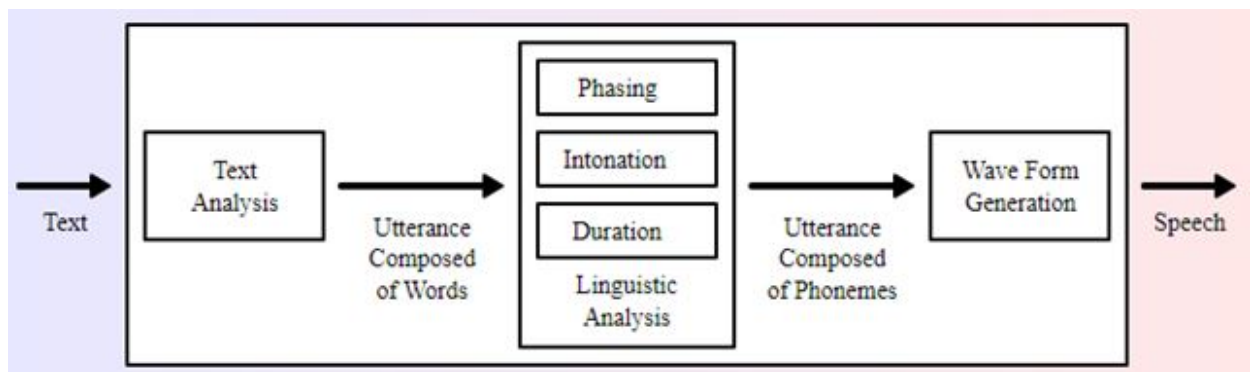 Text
Text
Analysis
Utterance
Composed
of Words
Phasing
Intonation
Duration
Linguistic
Analysis
Utterance
Composed
of Phonemes
Wave Form
Generation
Speech